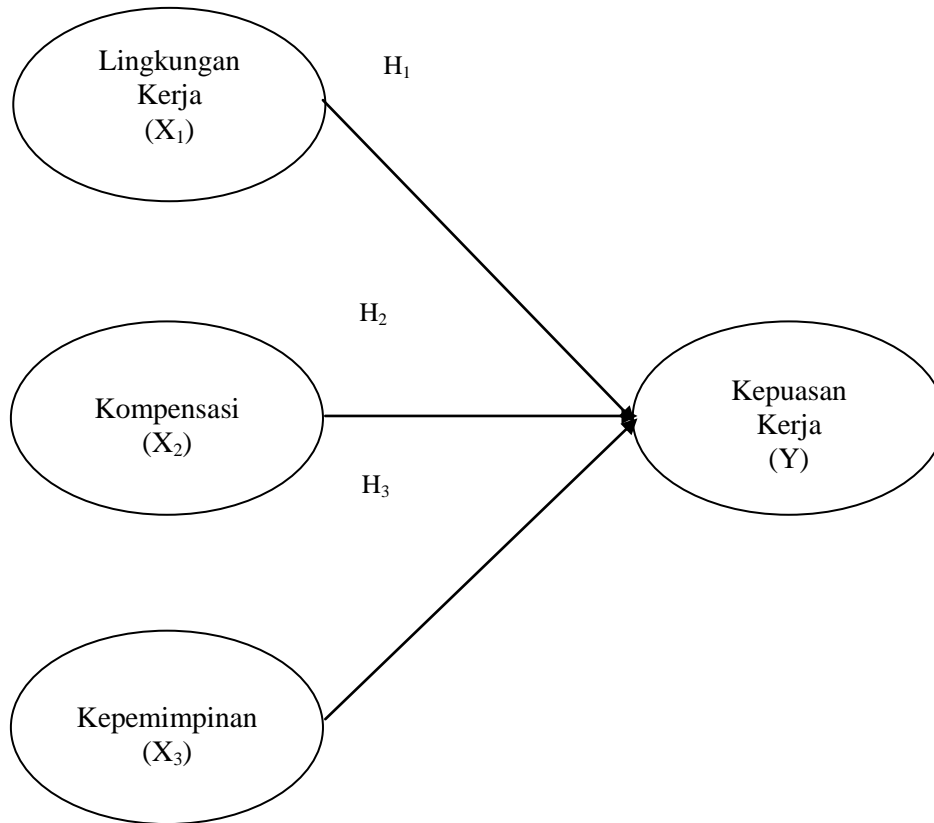 Lingkungan
Kerja
(X₁)
H₁
H₂
Kompensasi
(X₂)
Kepuasan
Kerja
(Y)
H₃
Kepemimpinan
(X₃)